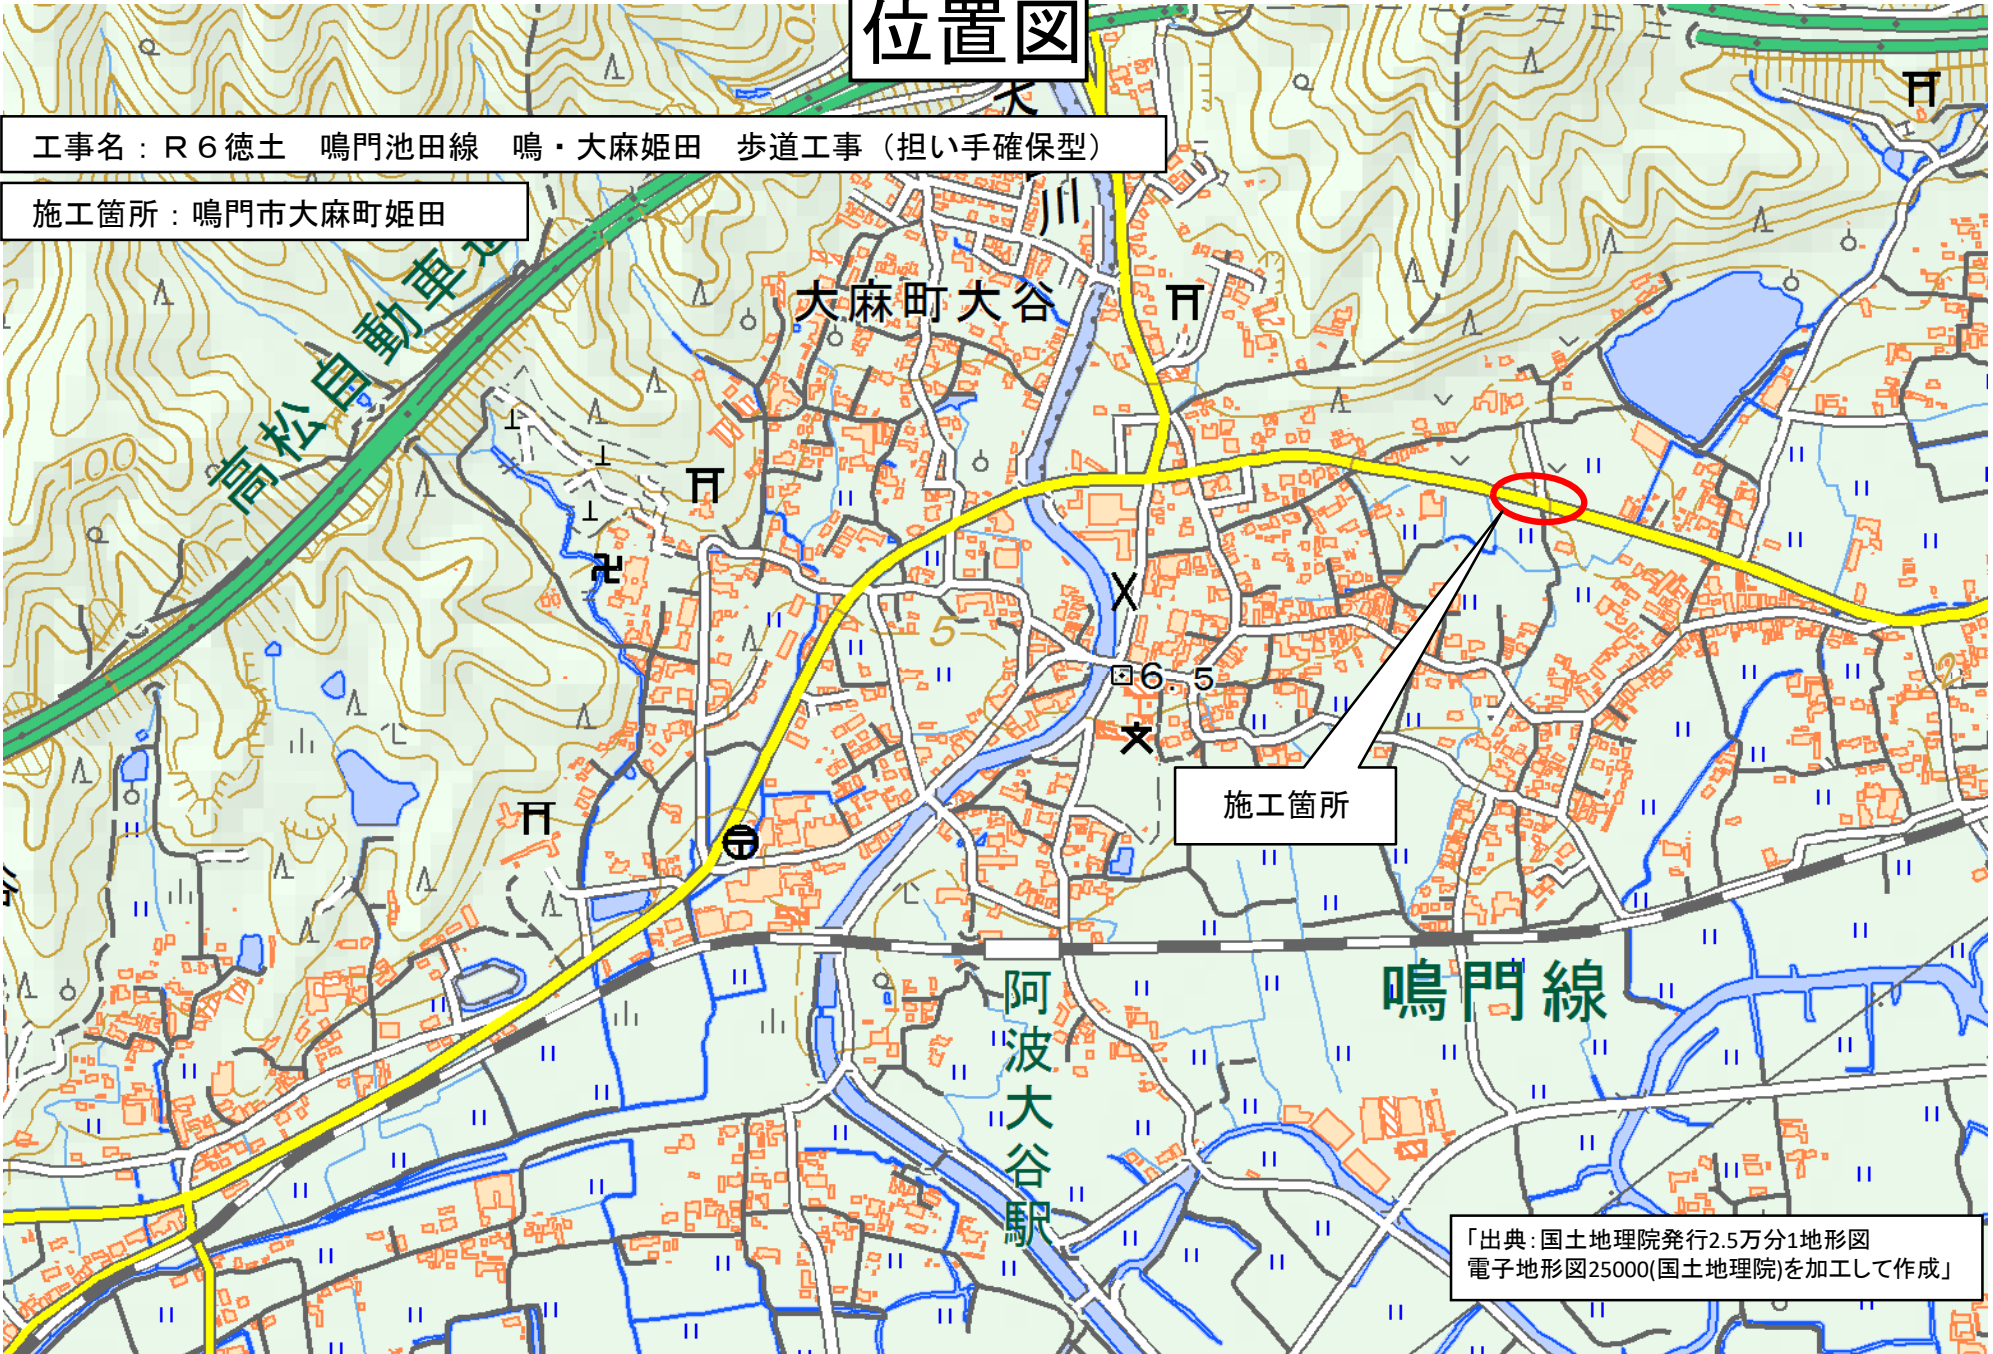 位置図
工事名：Ｒ６徳土　鳴門池田線　鳴・大麻姫田　歩道工事（担い手確保型）
施工箇所：鳴門市大麻町姫田
高松自動車道
大
川
大麻町大谷
100
5
6.5
2
施工箇所
鳴門線
阿波大谷駅
「出典:国土地理院発行2.5万分1地形図
電子地形図25000(国土地理院)を加工して作成」